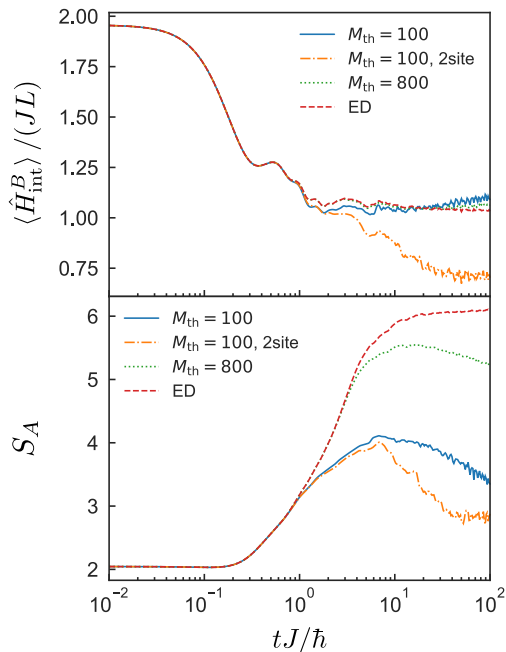 2.00
1.75
1.50
1.25
1.00
0.75
⟨Ĥ^B_int⟩/(JL)
M_th = 100
M_th = 100, 2site
M_th = 800
ED
6
5
4
3
2
S_A
M_th = 100
M_th = 100, 2site
M_th = 800
ED
10^−2 10^−1 10^0 10^1 10^2
tJ/ħ